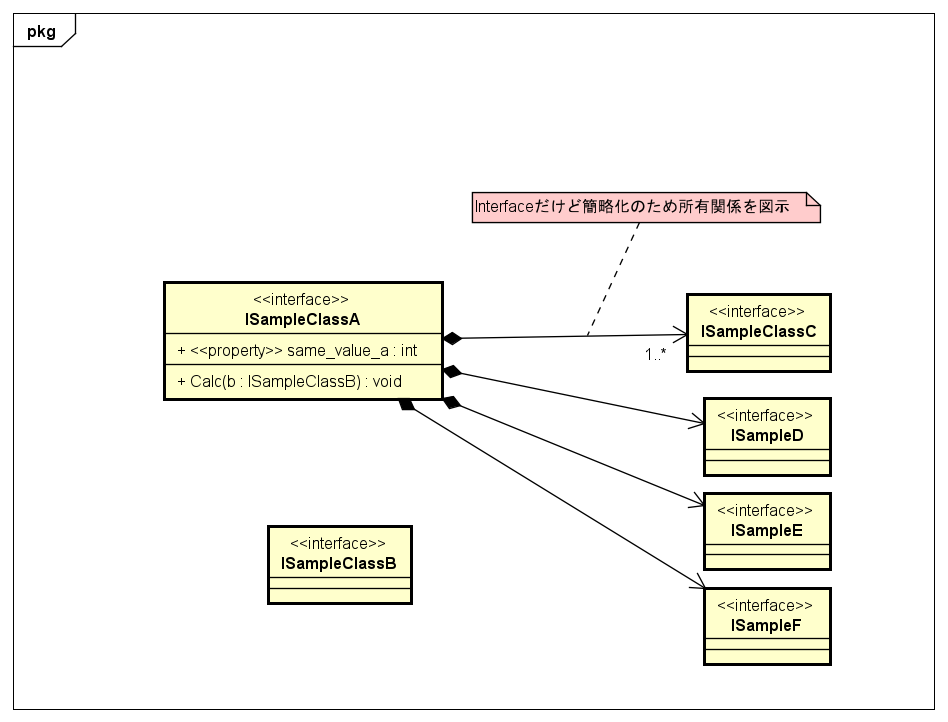 pkg
Interfaceだけど簡略化のため所有関係を図示
<<interface>>
ISampleClassA
+ <<property>> same_value_a : int
+ Calc(b : ISampleClassB) : void
<<interface>>
ISampleClassC
1..*
<<interface>>
ISampleD
<<interface>>
ISampleE
<<interface>>
ISampleClassB
<<interface>>
ISampleF